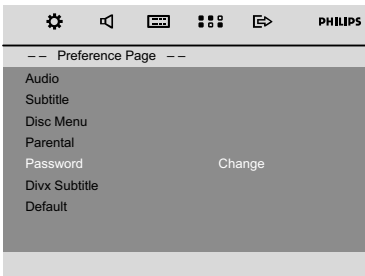 PHILIPS
-- Preference Page --
Audio
Subtitle
Disc Menu
Parental
Password Change
Divx Subtitle
Default